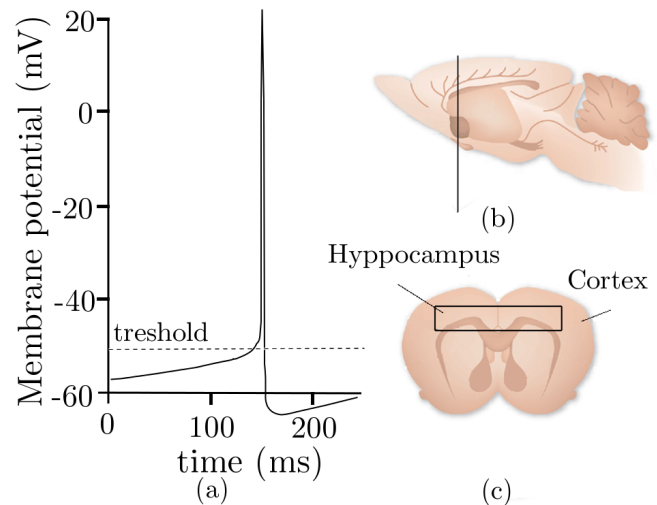 Membrane potential (mV)
20
0
-20
-40
-60
treshold
0
100
200
time (ms)
(a)
(b)
Hyppocampus
Cortex
(c)